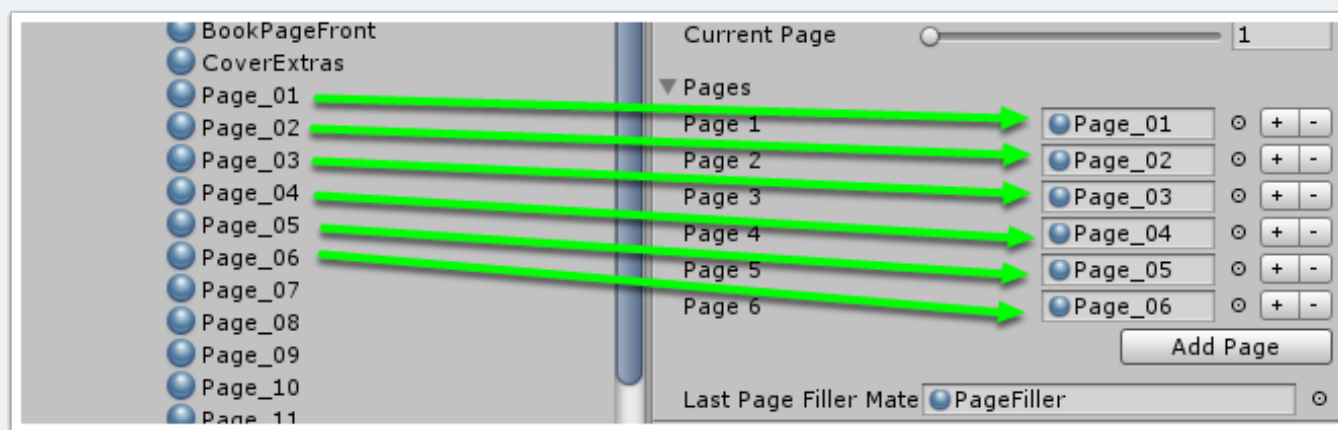 BookPageFront
CoverExtras
Page_01
Page_02
Page_03
Page_04
Page_05
Page_06
Page_07
Page_08
Page_09
Page_10
Page_11
Current Page 1
Pages
Page 1 Page_01 + -
Page 2 Page_02 + -
Page 3 Page_03 + -
Page 4 Page_04 + -
Page 5 Page_05 + -
Page 6 Page_06 + -
Add Page
Last Page Filler Mate PageFiller